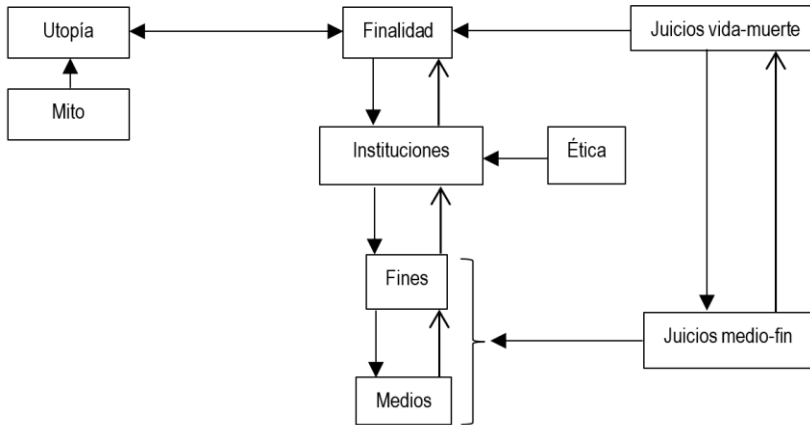 Utopía
Finalidad
Juicios vida-muerte
Mito
Instituciones
Ética
Fines
Juicios medio-fin
Medios